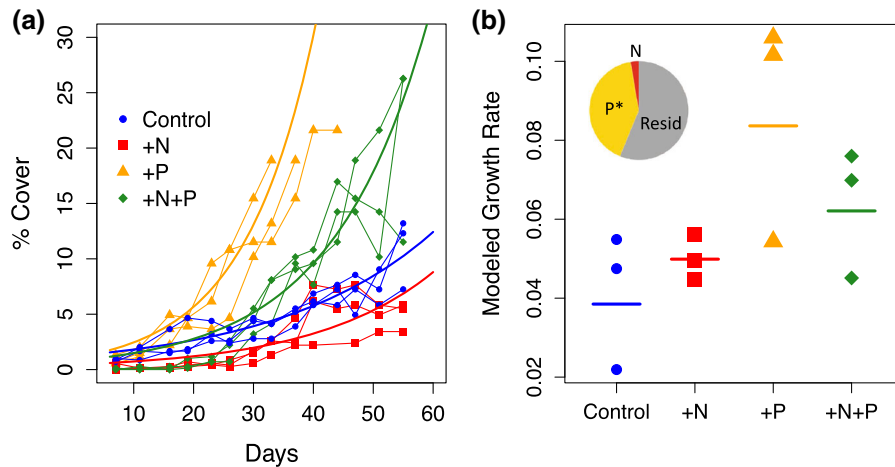 (a)
% Cover
30
25
20
15
10
5
0
Control
+N
+P
+N+P
10 20 30 40 50 60
Days
(b)
Modeled Growth Rate
0.10
0.08
0.06
0.04
0.02
N
P*
Resid
Control +N +P +N+P